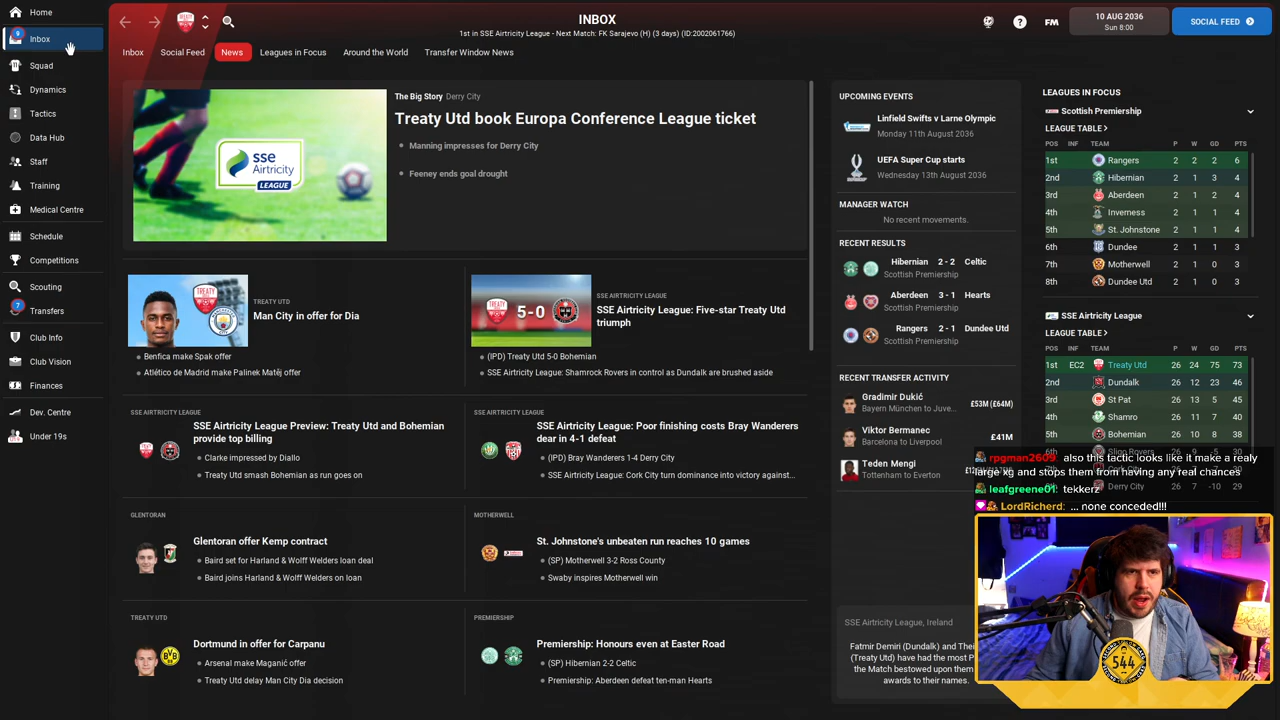 Home
9
Inbox
Squad
Dynamics
Tactics
Data Hub
Staff
Training
Medical Centre
Schedule
Competitions
Scouting
7
Transfers
Club Info
Club Vision
Finances
Dev. Centre
Under 19s
INBOX
1st in SSE Airtricity League - Next Match: FK Sarajevo (H) (3 days) (ID:2002061766)
FM
10 AUG 2036
Sun 8:00
SOCIAL FEED
Inbox
Social Feed
News
Leagues in Focus
Around the World
Transfer Window News
sse
Airtricity
LEAGUE
The Big Story Derry City
Treaty Utd book Europa Conference League ticket
Manning impresses for Derry City
Feeney ends goal drought
TREATY UTD
Man City in offer for Dia
Benfica make Spak offer
Atlético de Madrid make Palinek Matěj offer
5-0
SSE AIRTRICITY LEAGUE
SSE Airtricity League: Five-star Treaty Utd
triumph
(IPD) Treaty Utd 5-0 Bohemian
SSE Airtricity League: Shamrock Rovers in control as Dundalk are brushed aside
SSE AIRTRICITY LEAGUE
SSE Airtricity League Preview: Treaty Utd and Bohemian
provide top billing
Clarke impressed by Diallo
Treaty Utd smash Bohemian as run goes on
SSE AIRTRICITY LEAGUE
SSE Airtricity League: Poor finishing costs Bray Wanderers
dear in 4-1 defeat
(IPD) Bray Wanderers 1-4 Derry City
SSE Airtricity League: Cork City turn dominance into victory against...
GLENTORAN
Glentoran offer Kemp contract
Baird set for Harland & Wolff Welders loan deal
Baird joins Harland & Wolff Welders on loan
MOTHERWELL
St. Johnstone's unbeaten run reaches 10 games
(SP) Motherwell 3-2 Ross County
Swaby inspires Motherwell win
TREATY UTD
Dortmund in offer for Carpanu
Arsenal make Maganić offer
Treaty Utd delay Man City Dia decision
PREMIERSHIP
Premiership: Honours even at Easter Road
(SP) Hibernian 2-2 Celtic
Premiership: Aberdeen defeat ten-man Hearts
UPCOMING EVENTS
Linfield Swifts v Larne Olympic
Monday 11th August 2036
UEFA Super Cup starts
Wednesday 13th August 2036
MANAGER WATCH
No recent movements.
RECENT RESULTS
Hibernian 2 - 2 Celtic
Scottish Premiership
Aberdeen 3 - 1 Hearts
Scottish Premiership
Rangers 2 - 1 Dundee Utd
Scottish Premiership
RECENT TRANSFER ACTIVITY
Gradimir Dukić
Bayern München to Juve...
£53M (£64M)
Viktor Bermanec
Barcelona to Liverpool
£41M
Teden Mengi
Tottenham to Everton
SSE Airtricity League, Ireland
Fatmir Demiri (Dundalk) and
(Treaty Utd) have had the most
the Match bestowed upon them
awards to their names.
LEAGUES IN FOCUS
Scottish Premiership
LEAGUE TABLE
POS INF TEAM P W GD PTS
1st Rangers 2 2 2 6
2nd Hibernian 2 1 3 4
3rd Aberdeen 2 1 2 4
4th Inverness 2 1 1 4
5th St. Johnstone 2 1 1 4
6th Dundee 2 1 1 3
7th Motherwell 2 1 0 3
8th Dundee Utd 2 1 0 3
SSE Airtricity League
LEAGUE TABLE
POS INF TEAM P W GD PTS
1st EC2 Treaty Utd 26 24 75 73
2nd Dundalk 26 12 23 46
3rd St Pat 26 13 5 45
4th Shamro 26 11 7 40
5th Bohemian 26 10 8 38
Derry City -10 29
rpgman2609: also this tactic looks like it make a realy
large xg and stops them from having any real chances
leafgreene01: tekkerz
LordRicherd: ... none conceded!!!
544